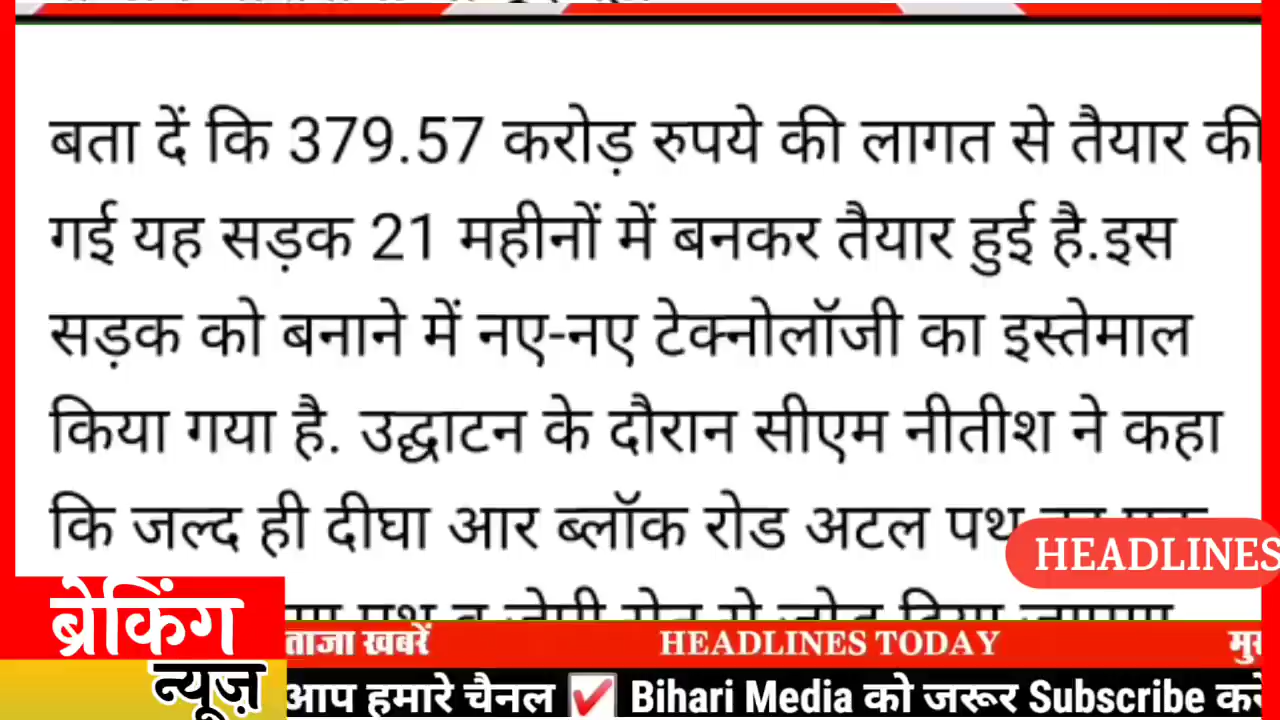 बता दें कि 379.57 करोड़ रुपये की लागत से तैयार की
गई यह सड़क 21 महीनों में बनकर तैयार हुई है.इस
सड़क को बनाने में नए-नए टेक्नोलॉजी का इस्तेमाल
किया गया है. उद्घाटन के दौरान सीएम नीतीश ने कहा
कि जल्द ही दीघा आर ब्लॉक रोड अटल पथ
HEADLINES
ब्रेकिंग
न्यूज़
ताजा खबरें HEADLINES TODAY
आप हमारे चैनल Bihari Media को जरूर Subscribe करें